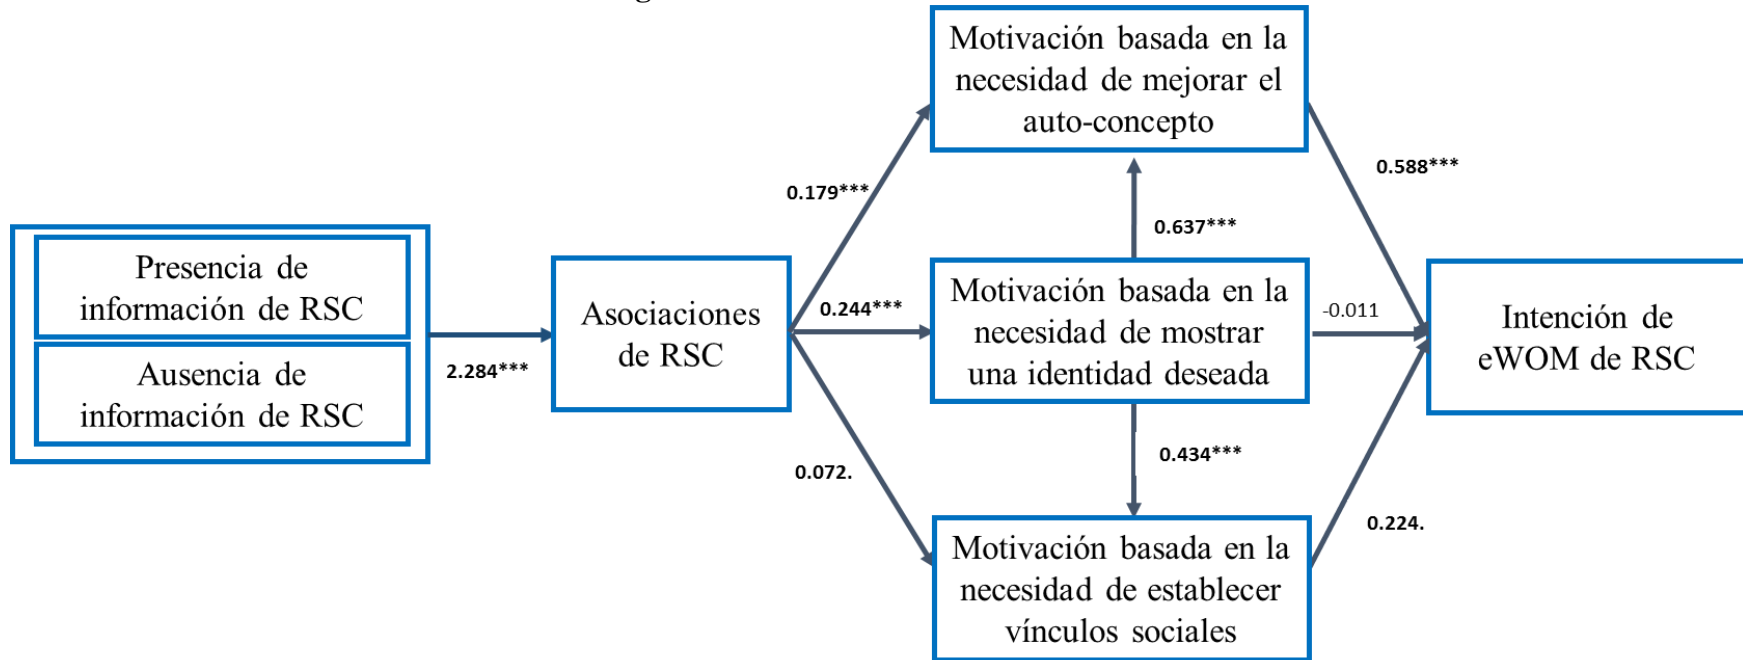 Presencia de
información de RSC
Ausencia de
información de RSC
2.284***
Asociaciones
de RSC
0.179***
0.244***
0.072.
Motivación basada en la
necesidad de mejorar el
auto-concepto
0.637***
Motivación basada en la
necesidad de mostrar
una identidad deseada
0.434***
Motivación basada en la
necesidad de establecer
vínculos sociales
0.588***
-0.011
0.224.
Intención de
eWOM de RSC